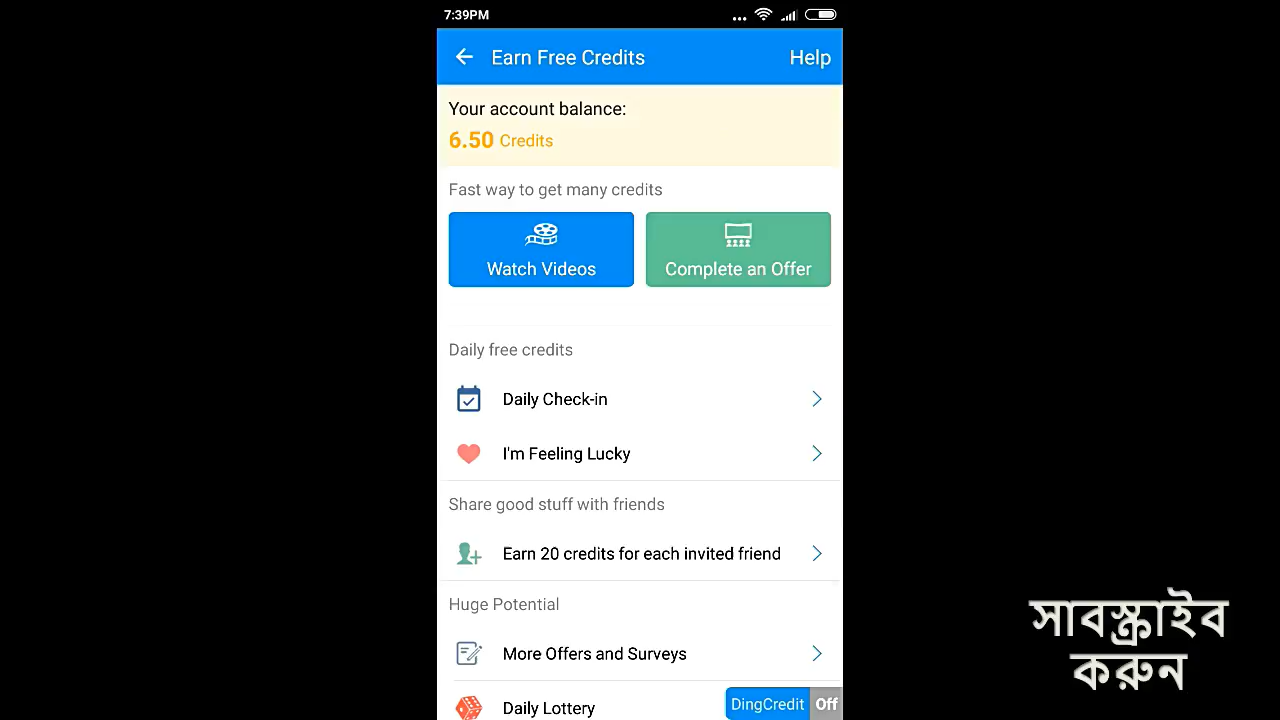 7:39PM
Earn Free Credits
Help
Your account balance:
6.50 Credits
Fast way to get many credits
Watch Videos
Complete an Offer
Daily free credits
Daily Check-in
I'm Feeling Lucky
Share good stuff with friends
Earn 20 credits for each invited friend
Huge Potential
More Offers and Surveys
Daily Lottery
DingCredit Off
সাবস্ক্রাইব
করুন